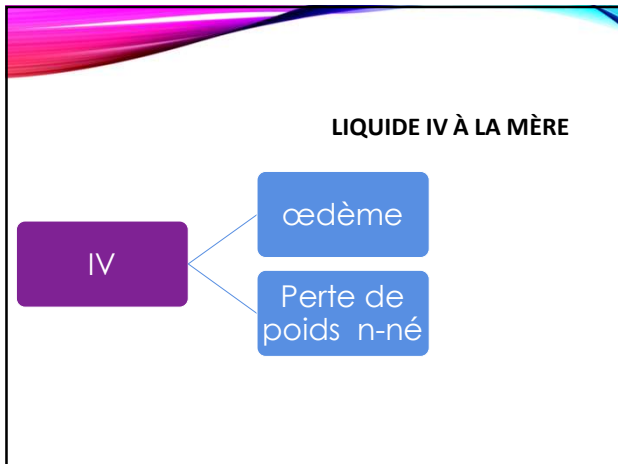 LIQUIDE IV À LA MÈRE
IV
œdème
Perte de
poids n-né